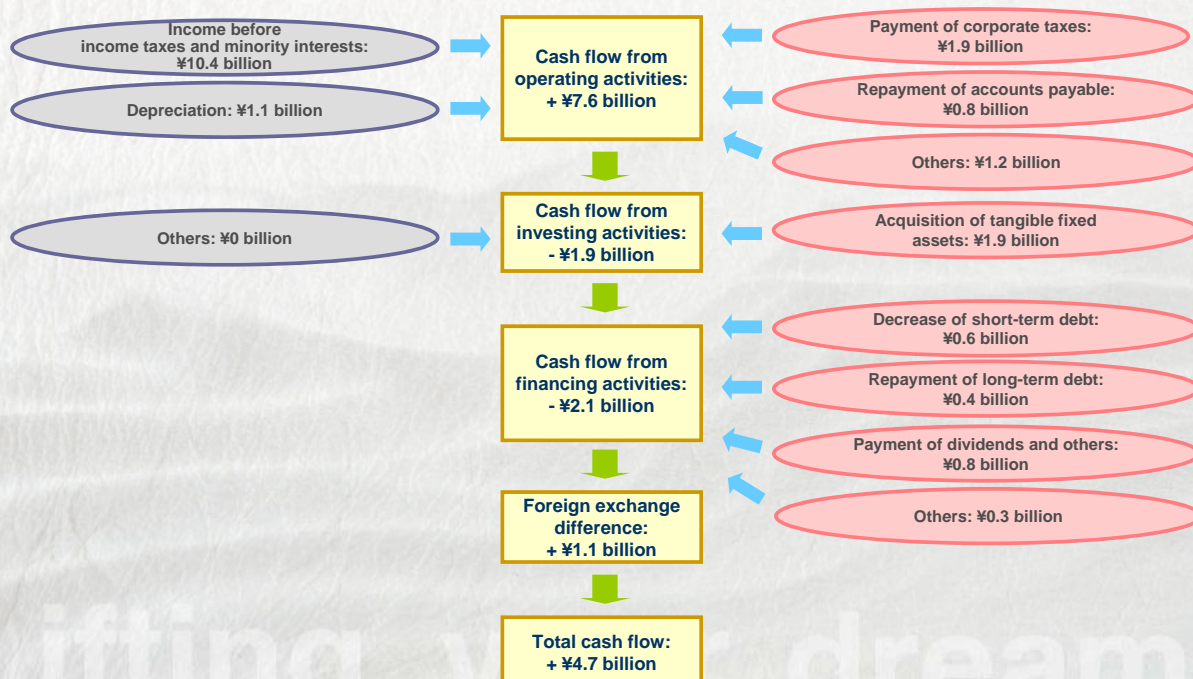 Income before
income taxes and minority interests:
¥10.4 billion
Depreciation: ¥1.1 billion
Cash flow from
operating activities:
+ ¥7.6 billion
Payment of corporate taxes:
¥1.9 billion
Repayment of accounts payable:
¥0.8 billion
Others: ¥1.2 billion
Others: ¥0 billion
Cash flow from
investing activities:
- ¥1.9 billion
Acquisition of tangible fixed
assets: ¥1.9 billion
Cash flow from
financing activities:
- ¥2.1 billion
Decrease of short-term debt:
¥0.6 billion
Repayment of long-term debt:
¥0.4 billion
Payment of dividends and others:
¥0.8 billion
Others: ¥0.3 billion
Foreign exchange
difference:
+ ¥1.1 billion
Total cash flow:
+ ¥4.7 billion